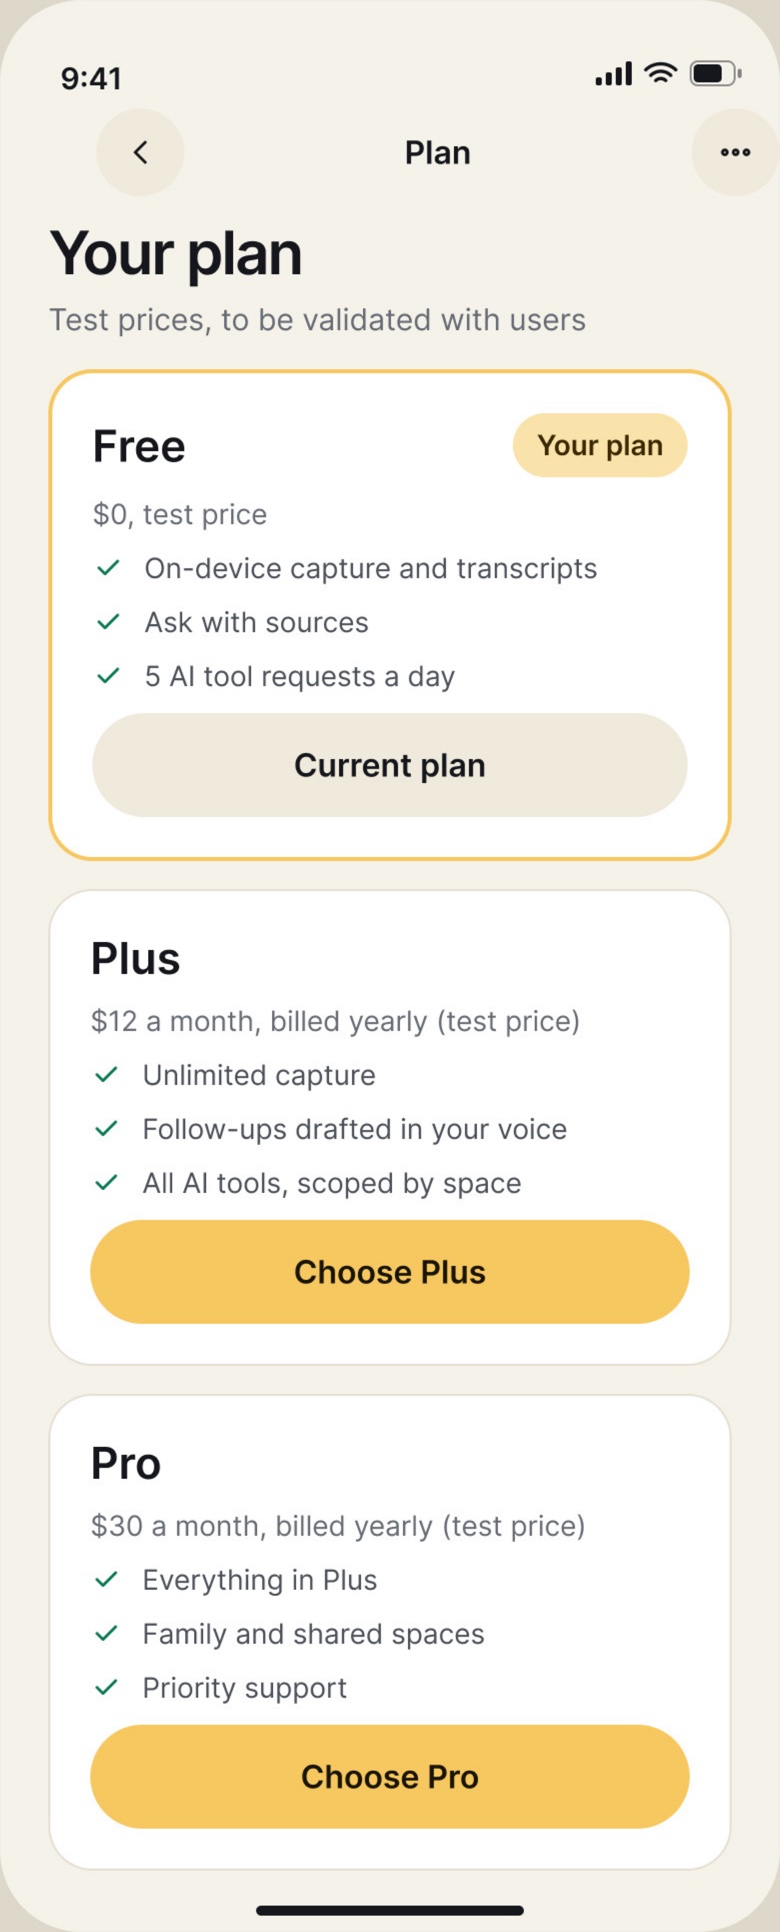 9:41
Plan
Your plan
Test prices, to be validated with users
Free
Your plan
$0, test price
On-device capture and transcripts
Ask with sources
5 AI tool requests a day
Current plan
Plus
$12 a month, billed yearly (test price)
Unlimited capture
Follow-ups drafted in your voice
All AI tools, scoped by space
Choose Plus
Pro
$30 a month, billed yearly (test price)
Everything in Plus
Family and shared spaces
Priority support
Choose Pro